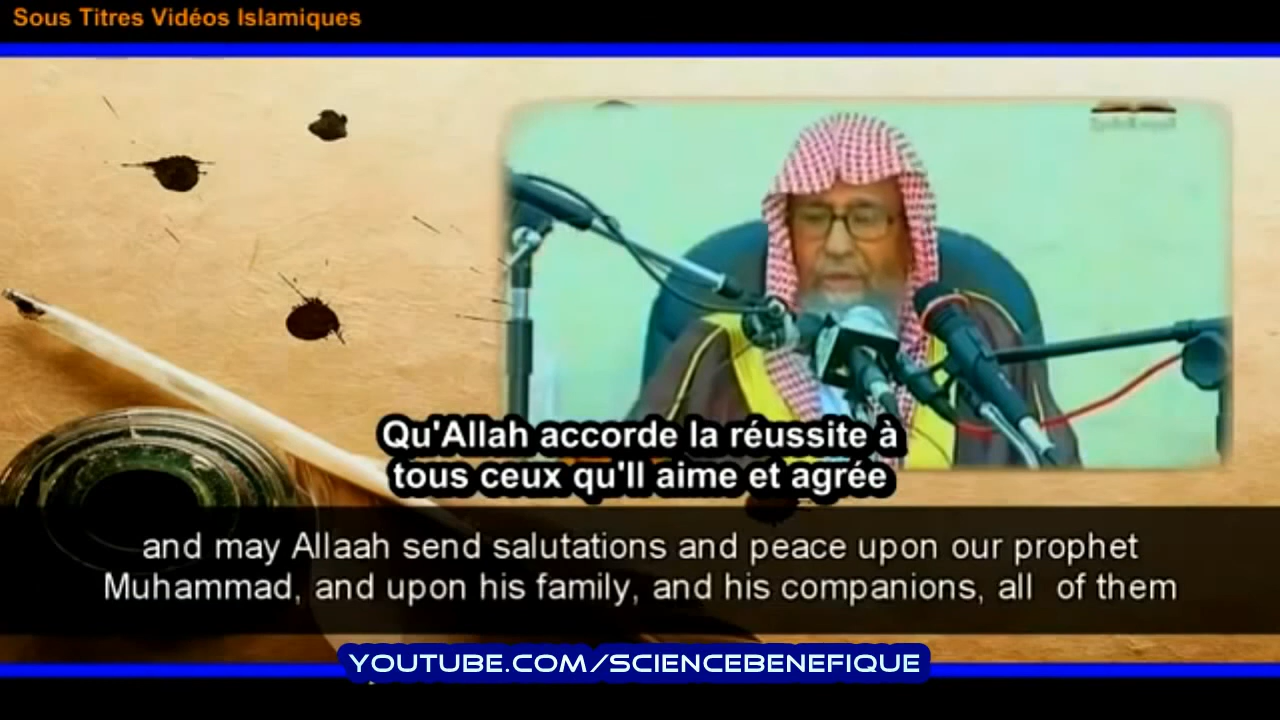 Sous Titres Vidéos Islamiques
Qu'Allah accorde la réussite à
tous ceux qu'Il aime et agrée
and may Allaah send salutations and peace upon our prophet
Muhammad, and upon his family, and his companions, all of them
YOUTUBE.COM/SCIENCEBENEFIQUE